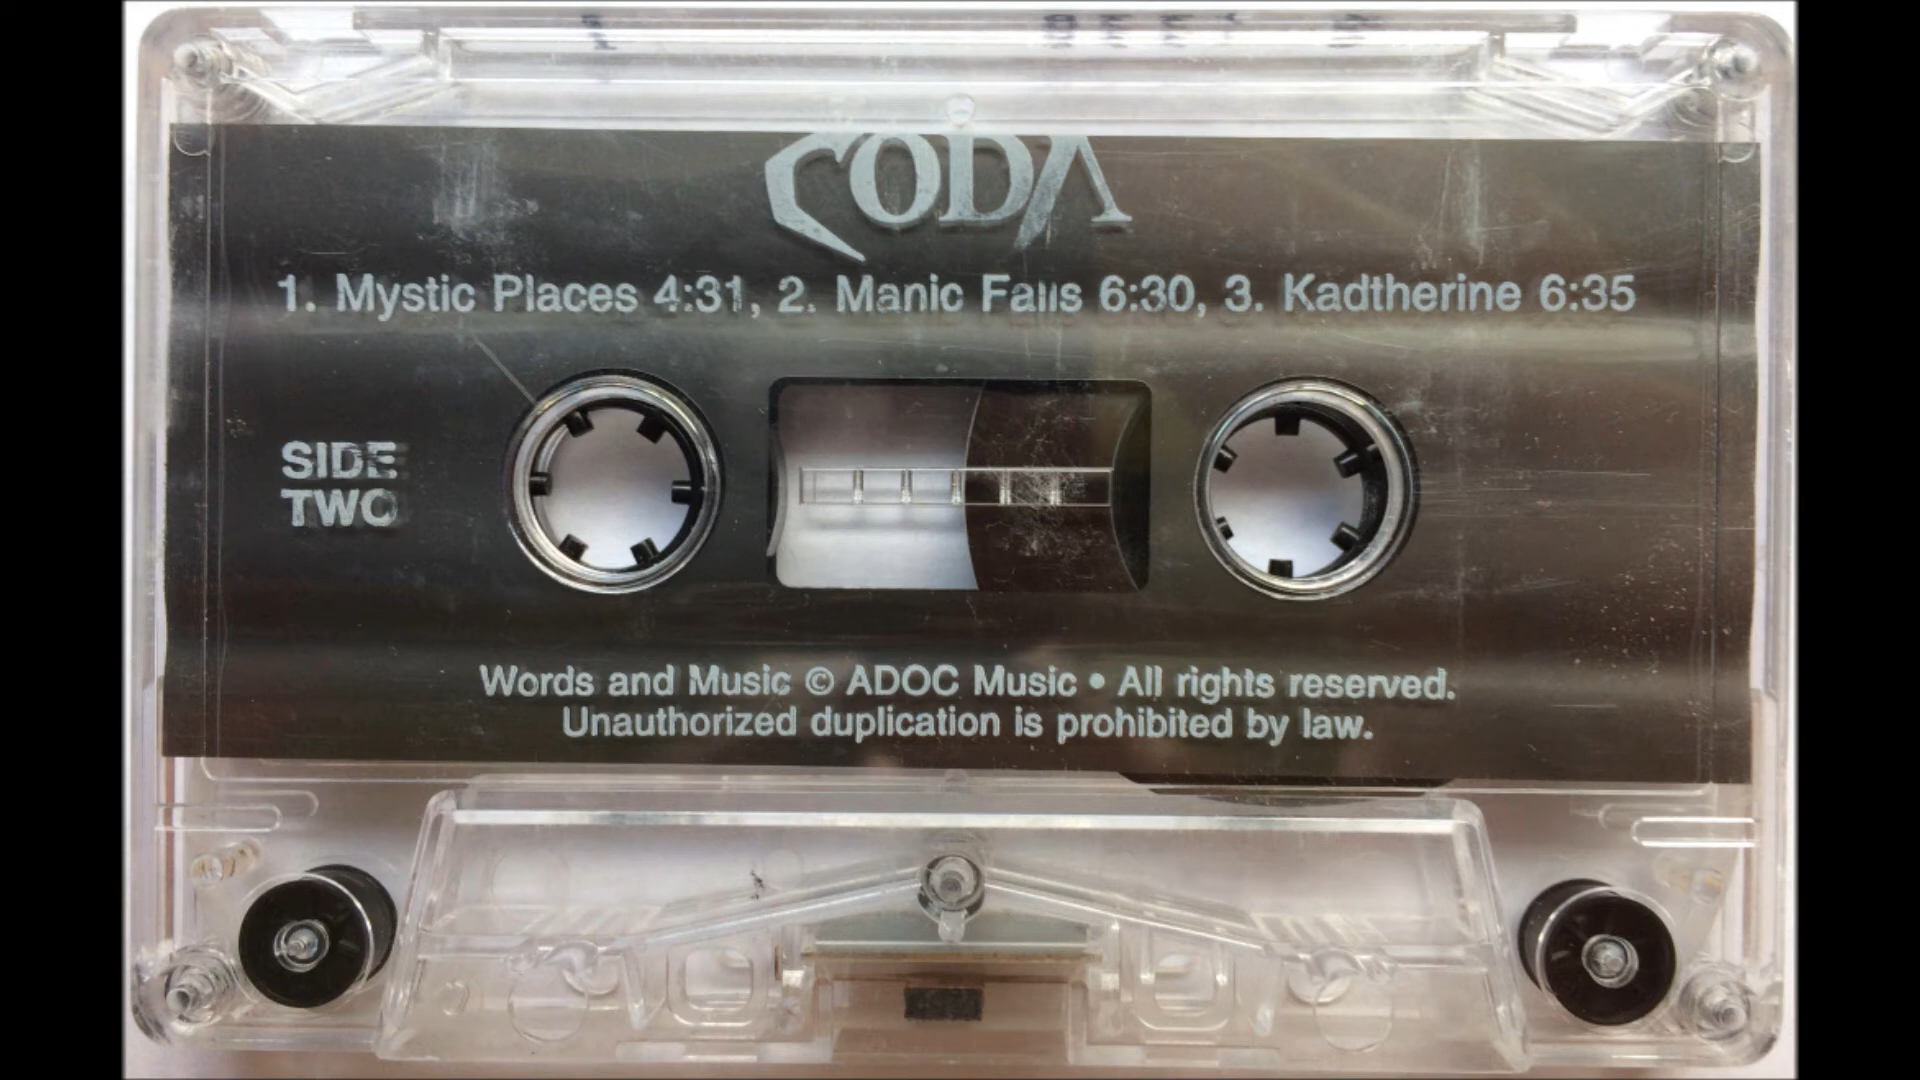 CODA
1. Mystic Places 4:31, 2. Manic Falls 6:30, 3. Kadtherine 6:35
SIDE
TWO
Words and Music © ADOC Music • All rights reserved.
Unauthorized duplication is prohibited by law.